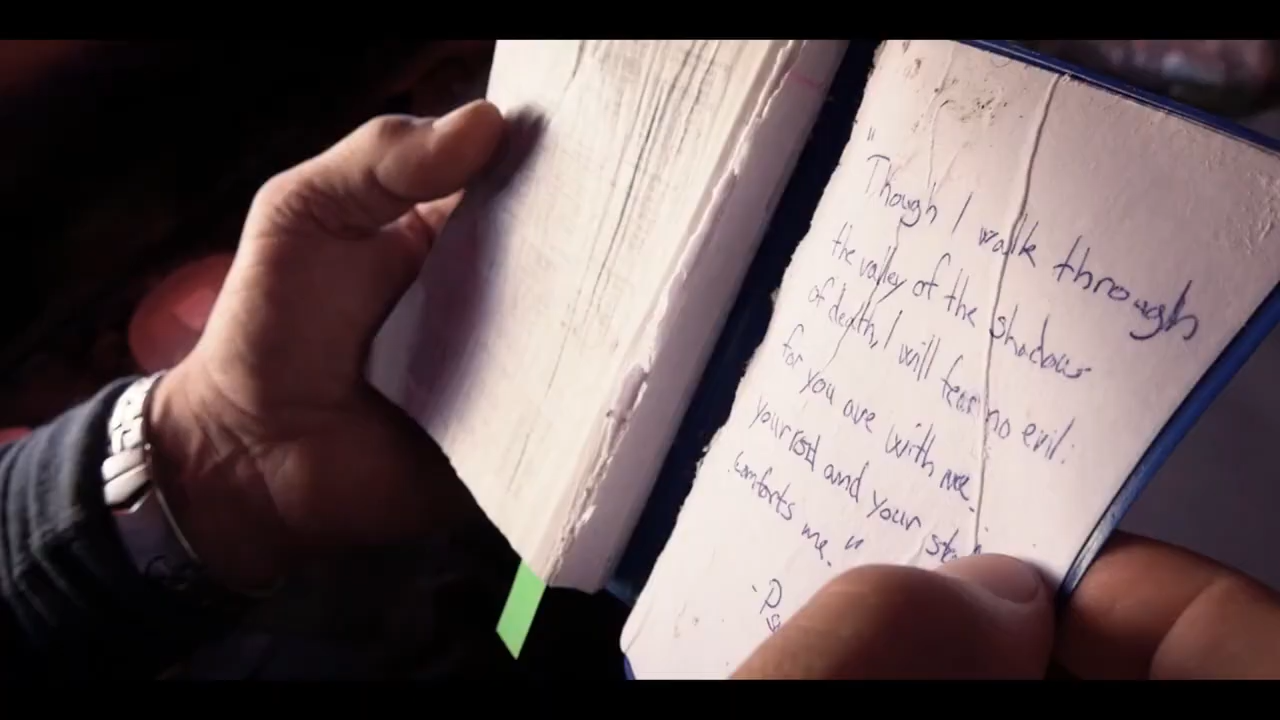 "
Though I walk through
the valley of the shadows
of death, I will fear no evil:
for you are with me.
your rod and your
comforts me."